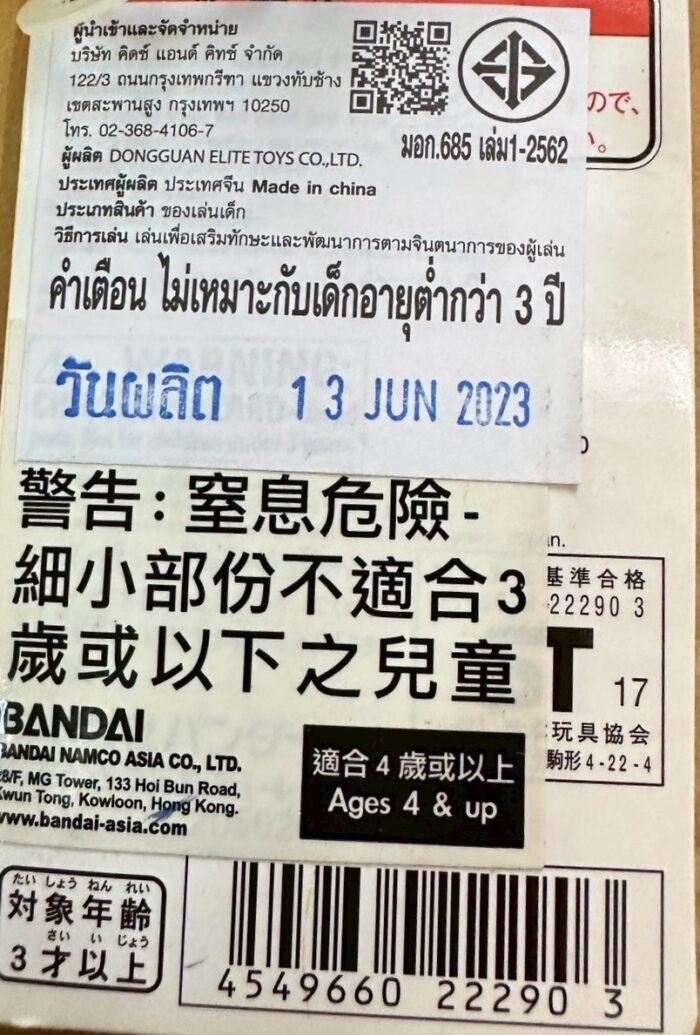 ผู้นำเข้าและจัดจำหน่าย
บริษัท คิดซ์ แอนด์ คิทซ์ จำกัด
122/3 ถนนกรุงเทพกรีฑา แขวงทับช้าง
เขตสะพานสูง กรุงเทพฯ 10250
โทร. 02-368-4106-7
ผู้ผลิต DONGGUAN ELITE TOYS CO.,LTD.
มอก.685 เล่ม1-2562
ประเทศผู้ผลิต ประเทศจีน Made in china
ประเภทสินค้า ของเล่นเด็ก
วิธีการเล่น เล่นเพื่อเสริมทักษะและพัฒนาการตามจินตนาการของผู้เล่น
คำเตือน ไม่เหมาะกับเด็กอายุต่ำกว่า 3 ปี
วันผลิต 13 JUN 2023
ので、
警告: 窒息危險-
細小部份不適合3
歲或以下之兒童
BANDAI
BANDAI NAMCO ASIA CO., LTD.
MG Tower, 133 Hoi Bun Road,
Kwun Tong, Kowloon, Hong Kong.
www.bandai-asia.com
適合4歲或以上
Ages 4 & up
基準合格
22290 3
T 17
玩具協会
駒形4-22-4
たいしょうねんれい
対象年齢
さいいじょう
3才以上
4549660 22290 3